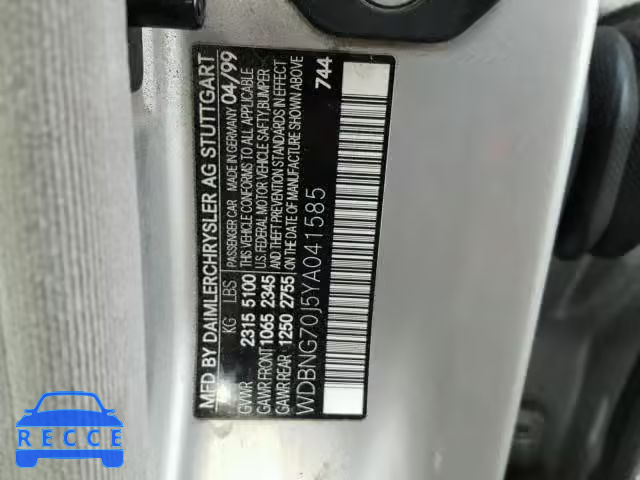 MFD BY DAIMLERCHRYSLER AG STUTTGART
PASSENGER CAR MADE IN GERMANY 04/99
KG LBS
GVWR 2315 5100
GAWR FRONT 1065 2345
GAWR REAR 1250 2755
THIS VEHICLE CONFORMS TO ALL APPLICABLE
U.S. FEDERAL MOTOR VEHICLE SAFTY,BUMPER
AND THEFT PREVENTION STANDARDS IN EFFECT
ON THE DATE OF MANUFACTURE SHOWN ABOVE
WDBNG70J5YA041585
744
RECCE